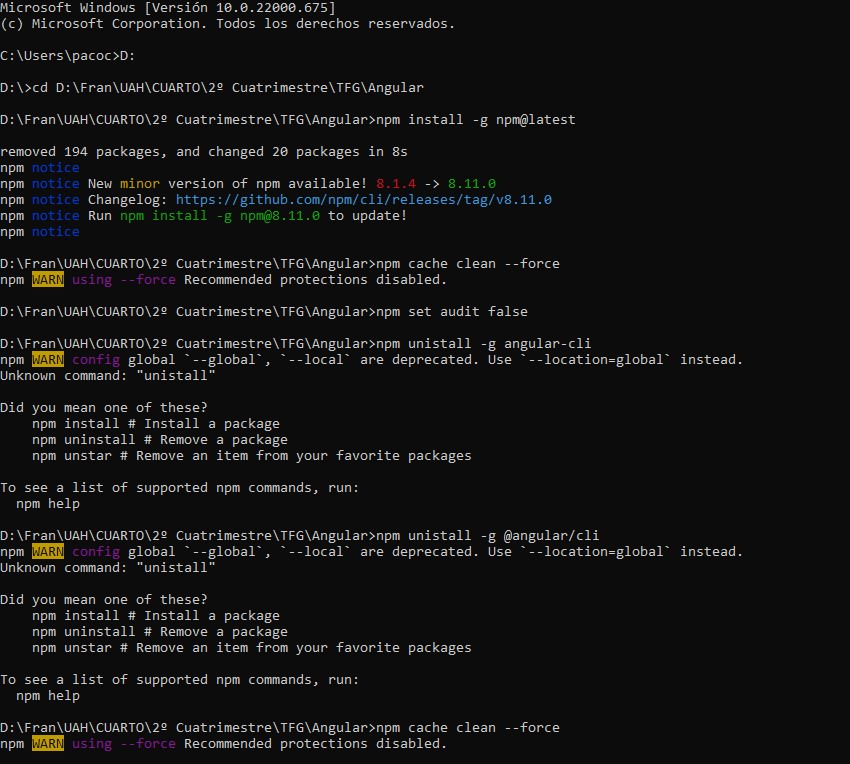 Microsoft Windows [Versión 10.0.22000.675]
(c) Microsoft Corporation. Todos los derechos reservados.
C:\Users\pacoc>D:
D:\>cd D:\Fran\UAH\CUARTO\2º Cuatrimestre\TFG\Angular
D:\Fran\UAH\CUARTO\2º Cuatrimestre\TFG\Angular>npm install -g npm@latest
removed 194 packages, and changed 20 packages in 8s
npm notice
npm notice New minor version of npm available! 8.1.4 -> 8.11.0
npm notice Changelog: https://github.com/npm/cli/releases/tag/v8.11.0
npm notice Run npm install -g npm@8.11.0 to update!
npm notice
D:\Fran\UAH\CUARTO\2º Cuatrimestre\TFG\Angular>npm cache clean --force
npm WARN using --force Recommended protections disabled.
D:\Fran\UAH\CUARTO\2º Cuatrimestre\TFG\Angular>npm set audit false
D:\Fran\UAH\CUARTO\2º Cuatrimestre\TFG\Angular>npm unistall -g angular-cli
npm WARN config global `--global`, `--local` are deprecated. Use `--location=global` instead.
Unknown command: "unistall"
Did you mean one of these?
npm install # Install a package
npm uninstall # Remove a package
npm unstar # Remove an item from your favorite packages
To see a list of supported npm commands, run:
npm help
D:\Fran\UAH\CUARTO\2º Cuatrimestre\TFG\Angular>npm unistall -g @angular/cli
npm WARN config global `--global`, `--local` are deprecated. Use `--location=global` instead.
Unknown command: "unistall"
Did you mean one of these?
npm install # Install a package
npm uninstall # Remove a package
npm unstar # Remove an item from your favorite packages
To see a list of supported npm commands, run:
npm help
D:\Fran\UAH\CUARTO\2º Cuatrimestre\TFG\Angular>npm cache clean --force
npm WARN using --force Recommended protections disabled.